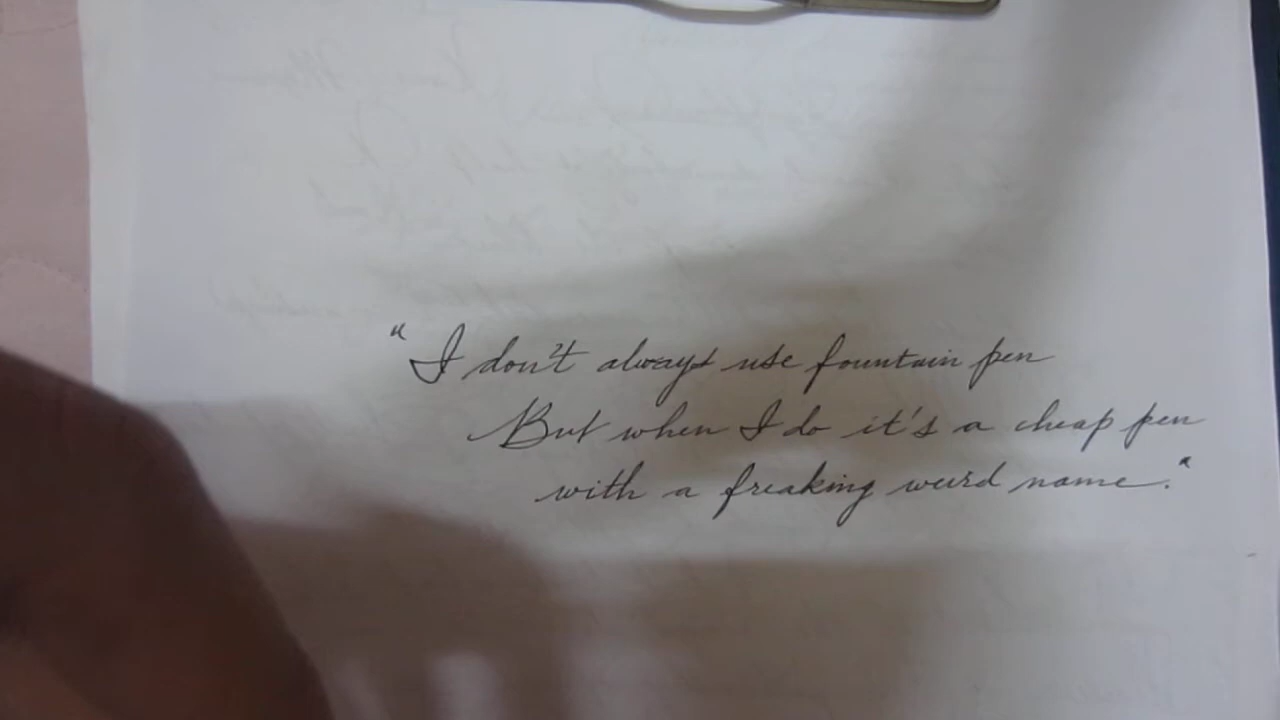 "I don't always use fountain pen
But when I do it's a cheap pen
with a freaking weird name."